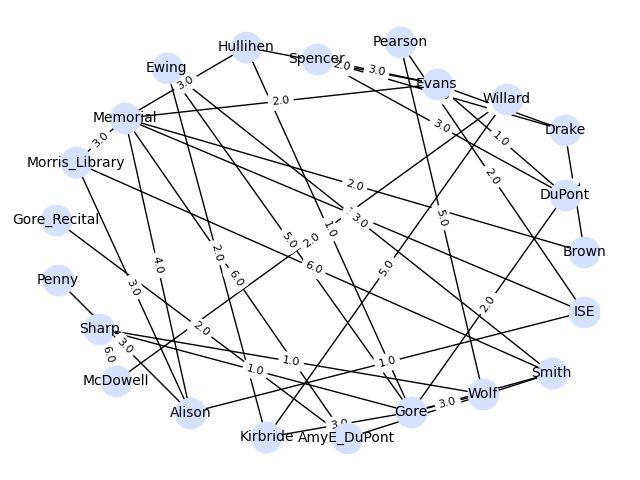 Pearson
Hullihen
Spencer
Ewing
2.0
3.0
Evans
3.0
Willard
2.0
Memorial
3.0
Drake
3.0
1.0
Morris_Library
2.0
2.0
DuPont
Gore_Recital
3.0
5.0
1.0
5.0
2.0
Brown
2.0
4.0
6.0
5.0
Penny
6.0
3.0
2.0
ISE
Sharp
2.0
3.0
6.0
1.0
1.0
1.0
McDowell
Smith
Wolf
3.0
Alison
Gore
3.0
Kirbride
AmyE_DuPont